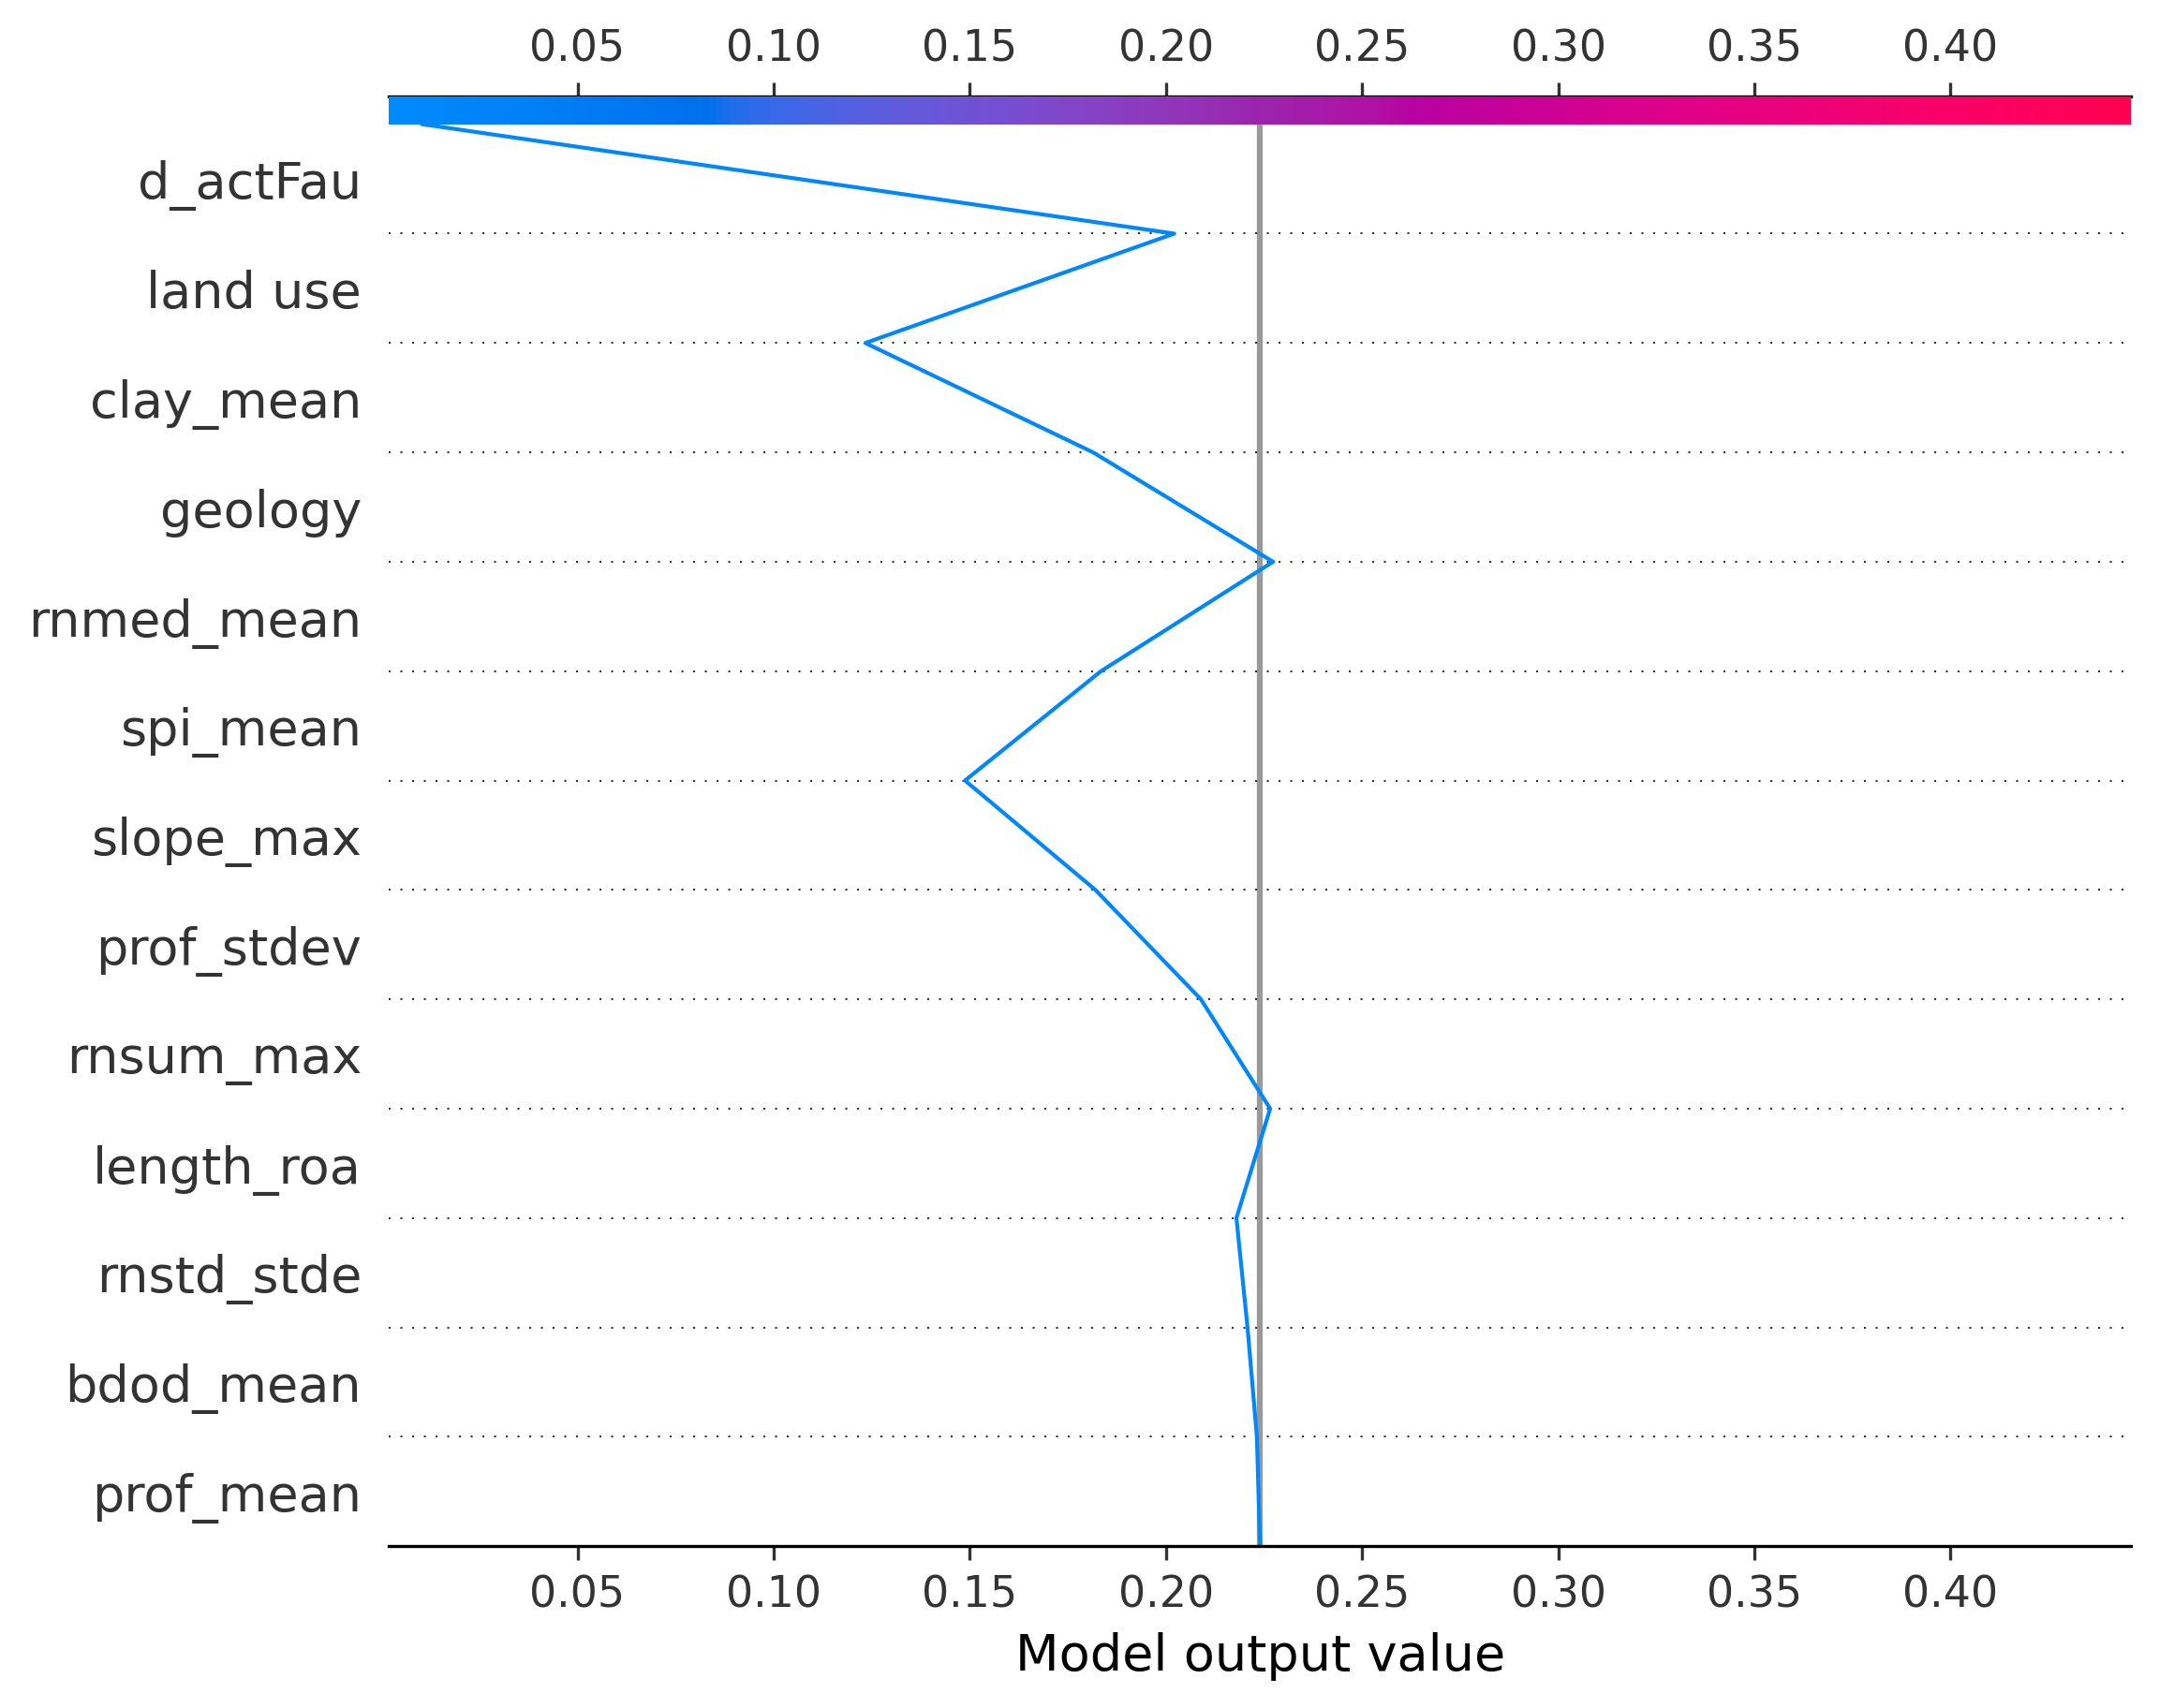 0.05 0.10 0.15 0.20 0.25 0.30 0.35 0.40
d_actFau
land use
clay_mean
geology
rnmed_mean
spi_mean
slope_max
prof_stdev
rnsum_max
length_roa
rnstd_stde
bdod_mean
prof_mean
0.05 0.10 0.15 0.20 0.25 0.30 0.35 0.40
Model output value